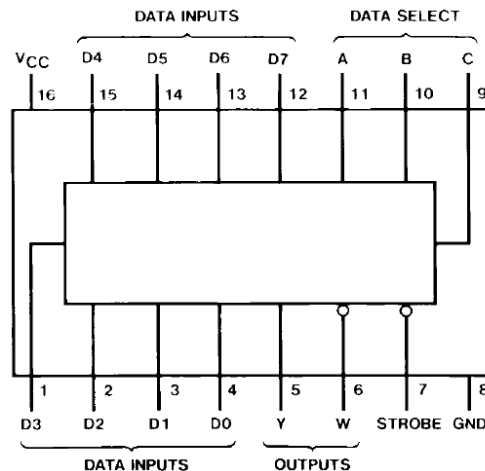 DATA INPUTS DATA SELECT
VCC D4 D5 D6 D7 A B C
16 15 14 13 12 11 10 9
1 2 3 4 5 6 7 8
D3 D2 D1 D0 Y W STROBE GND
DATA INPUTS OUTPUTS